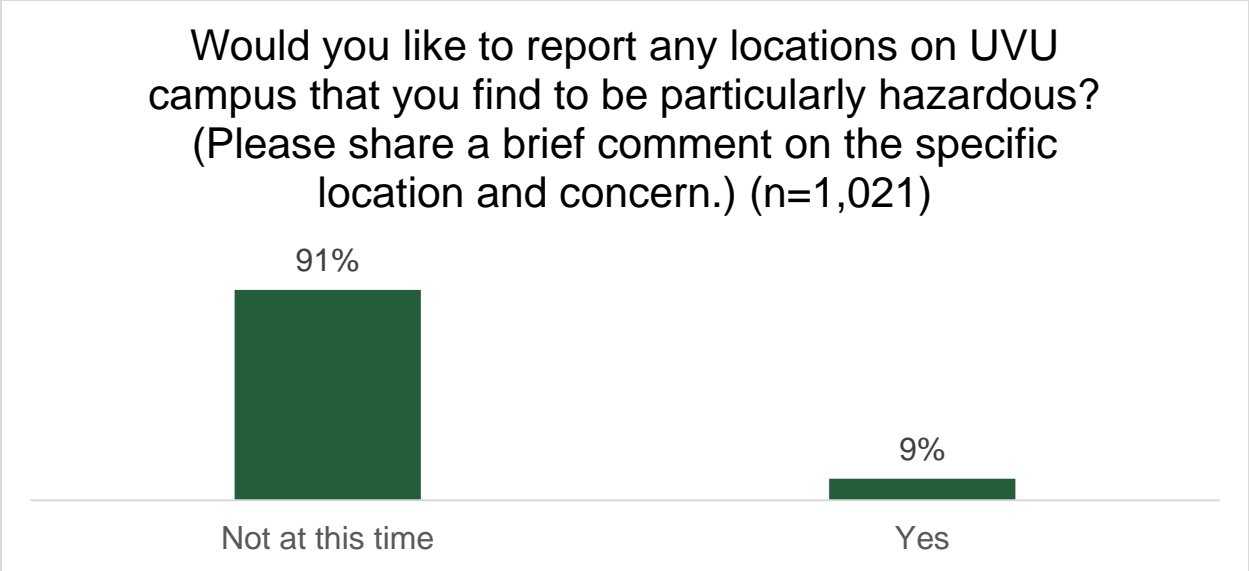 Would you like to report any locations on UVU
campus that you find to be particularly hazardous?
(Please share a brief comment on the specific
location and concern.) (n=1,021)
91%
9%
Not at this time
Yes